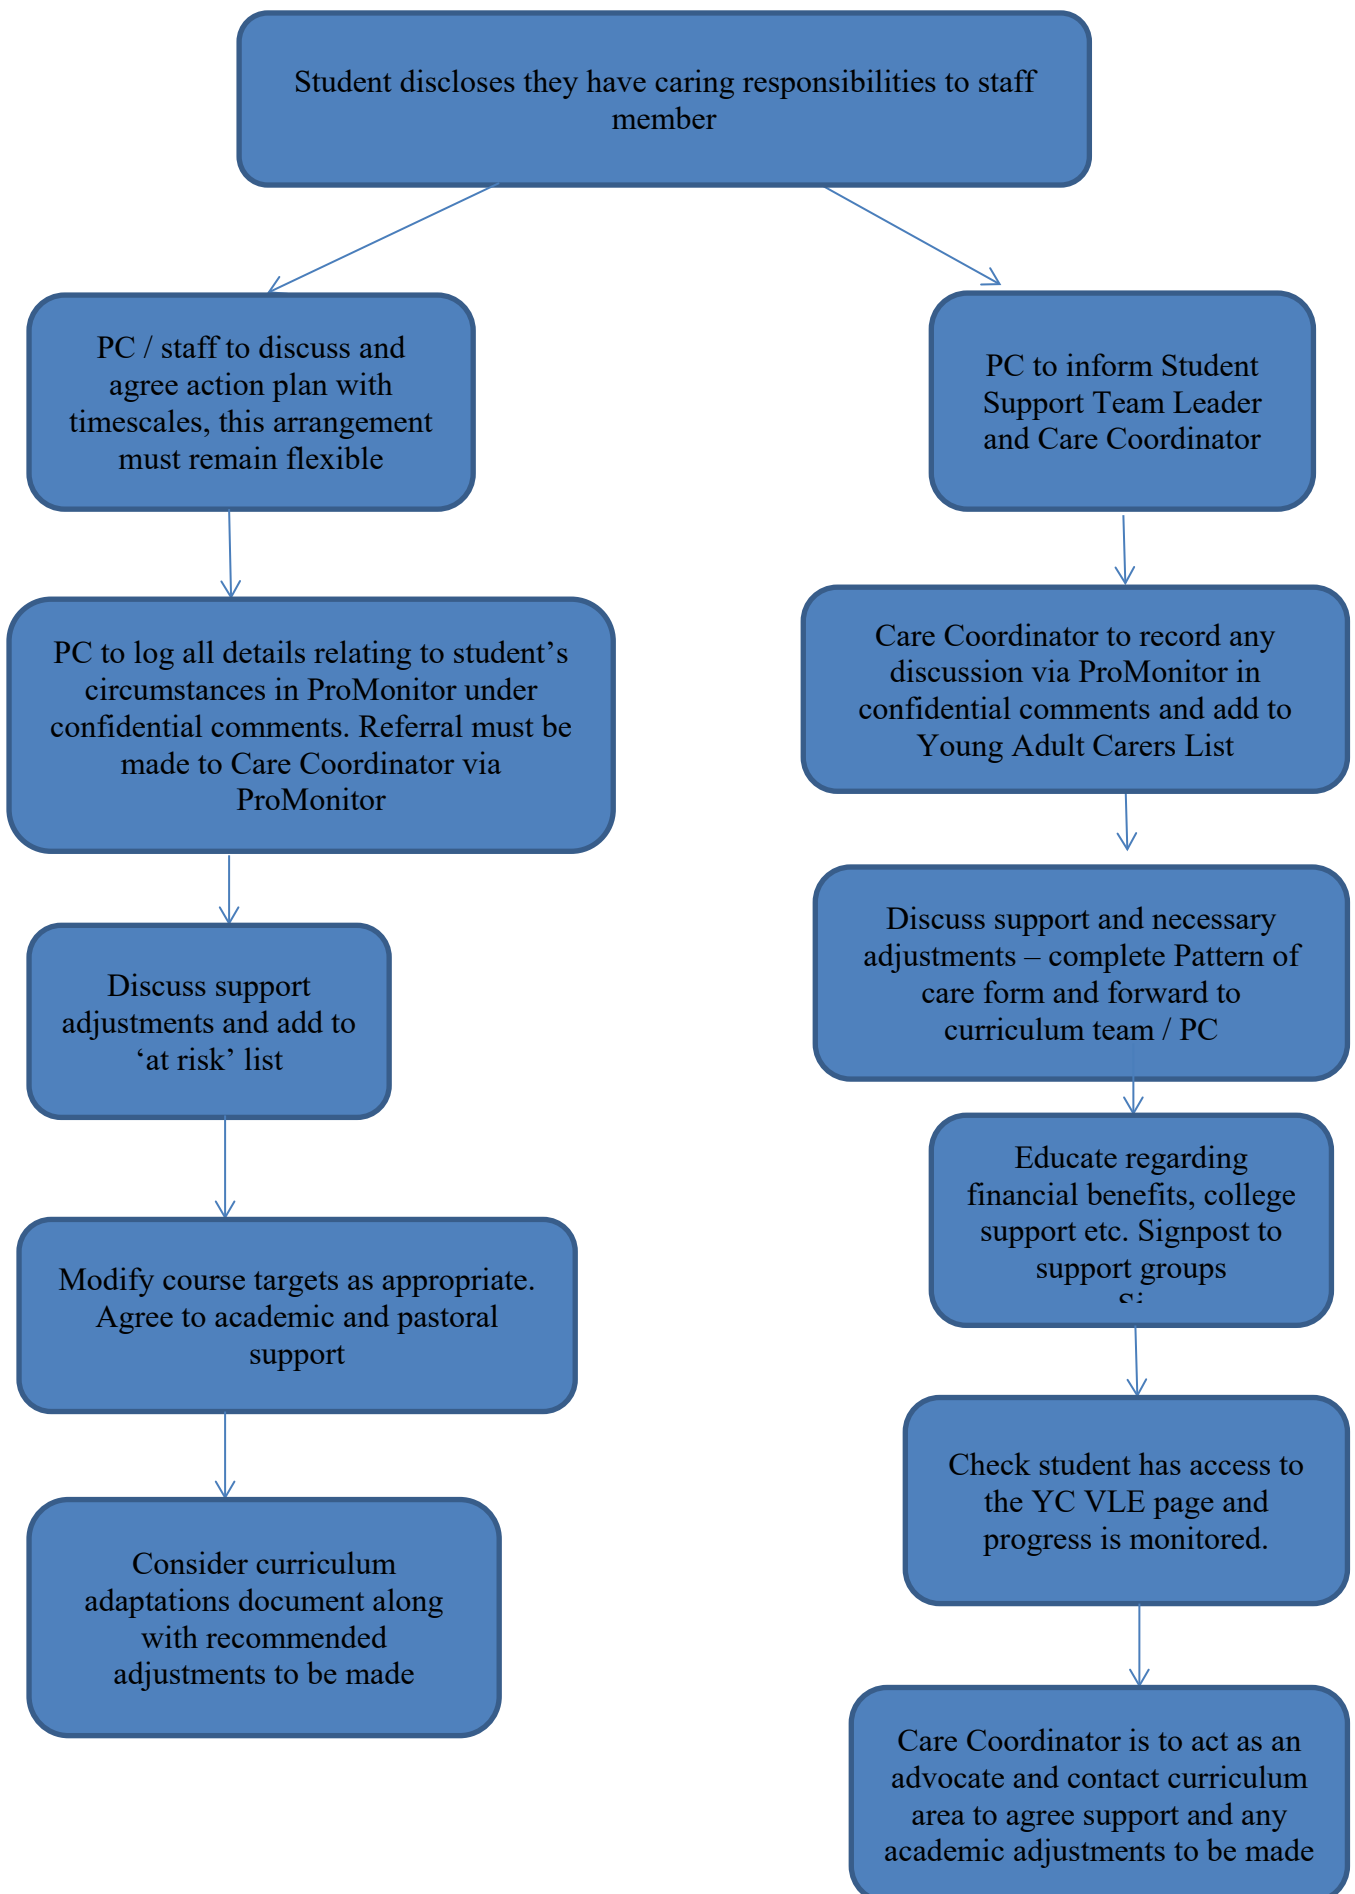 Student discloses they have caring responsibilities to staff
member
PC / staff to discuss and
agree action plan with
timescales, this arrangement
must remain flexible
PC to log all details relating to student’s
circumstances in ProMonitor under
confidential comments. Referral must be
made to Care Coordinator via
ProMonitor
Discuss support
adjustments and add to
‘at risk’ list
Modify course targets as appropriate.
Agree to academic and pastoral
support
Consider curriculum
adaptations document along
with recommended
adjustments to be made
PC to inform Student
Support Team Leader
and Care Coordinator
Care Coordinator to record any
discussion via ProMonitor in
confidential comments and add to
Young Adult Carers List
Discuss support and necessary
adjustments – complete Pattern of
care form and forward to
curriculum team / PC
Educate regarding
financial benefits, college
support etc. Signpost to
support groups
Check student has access to
the YC VLE page and
progress is monitored.
Care Coordinator is to act as an
advocate and contact curriculum
area to agree support and any
academic adjustments to be made